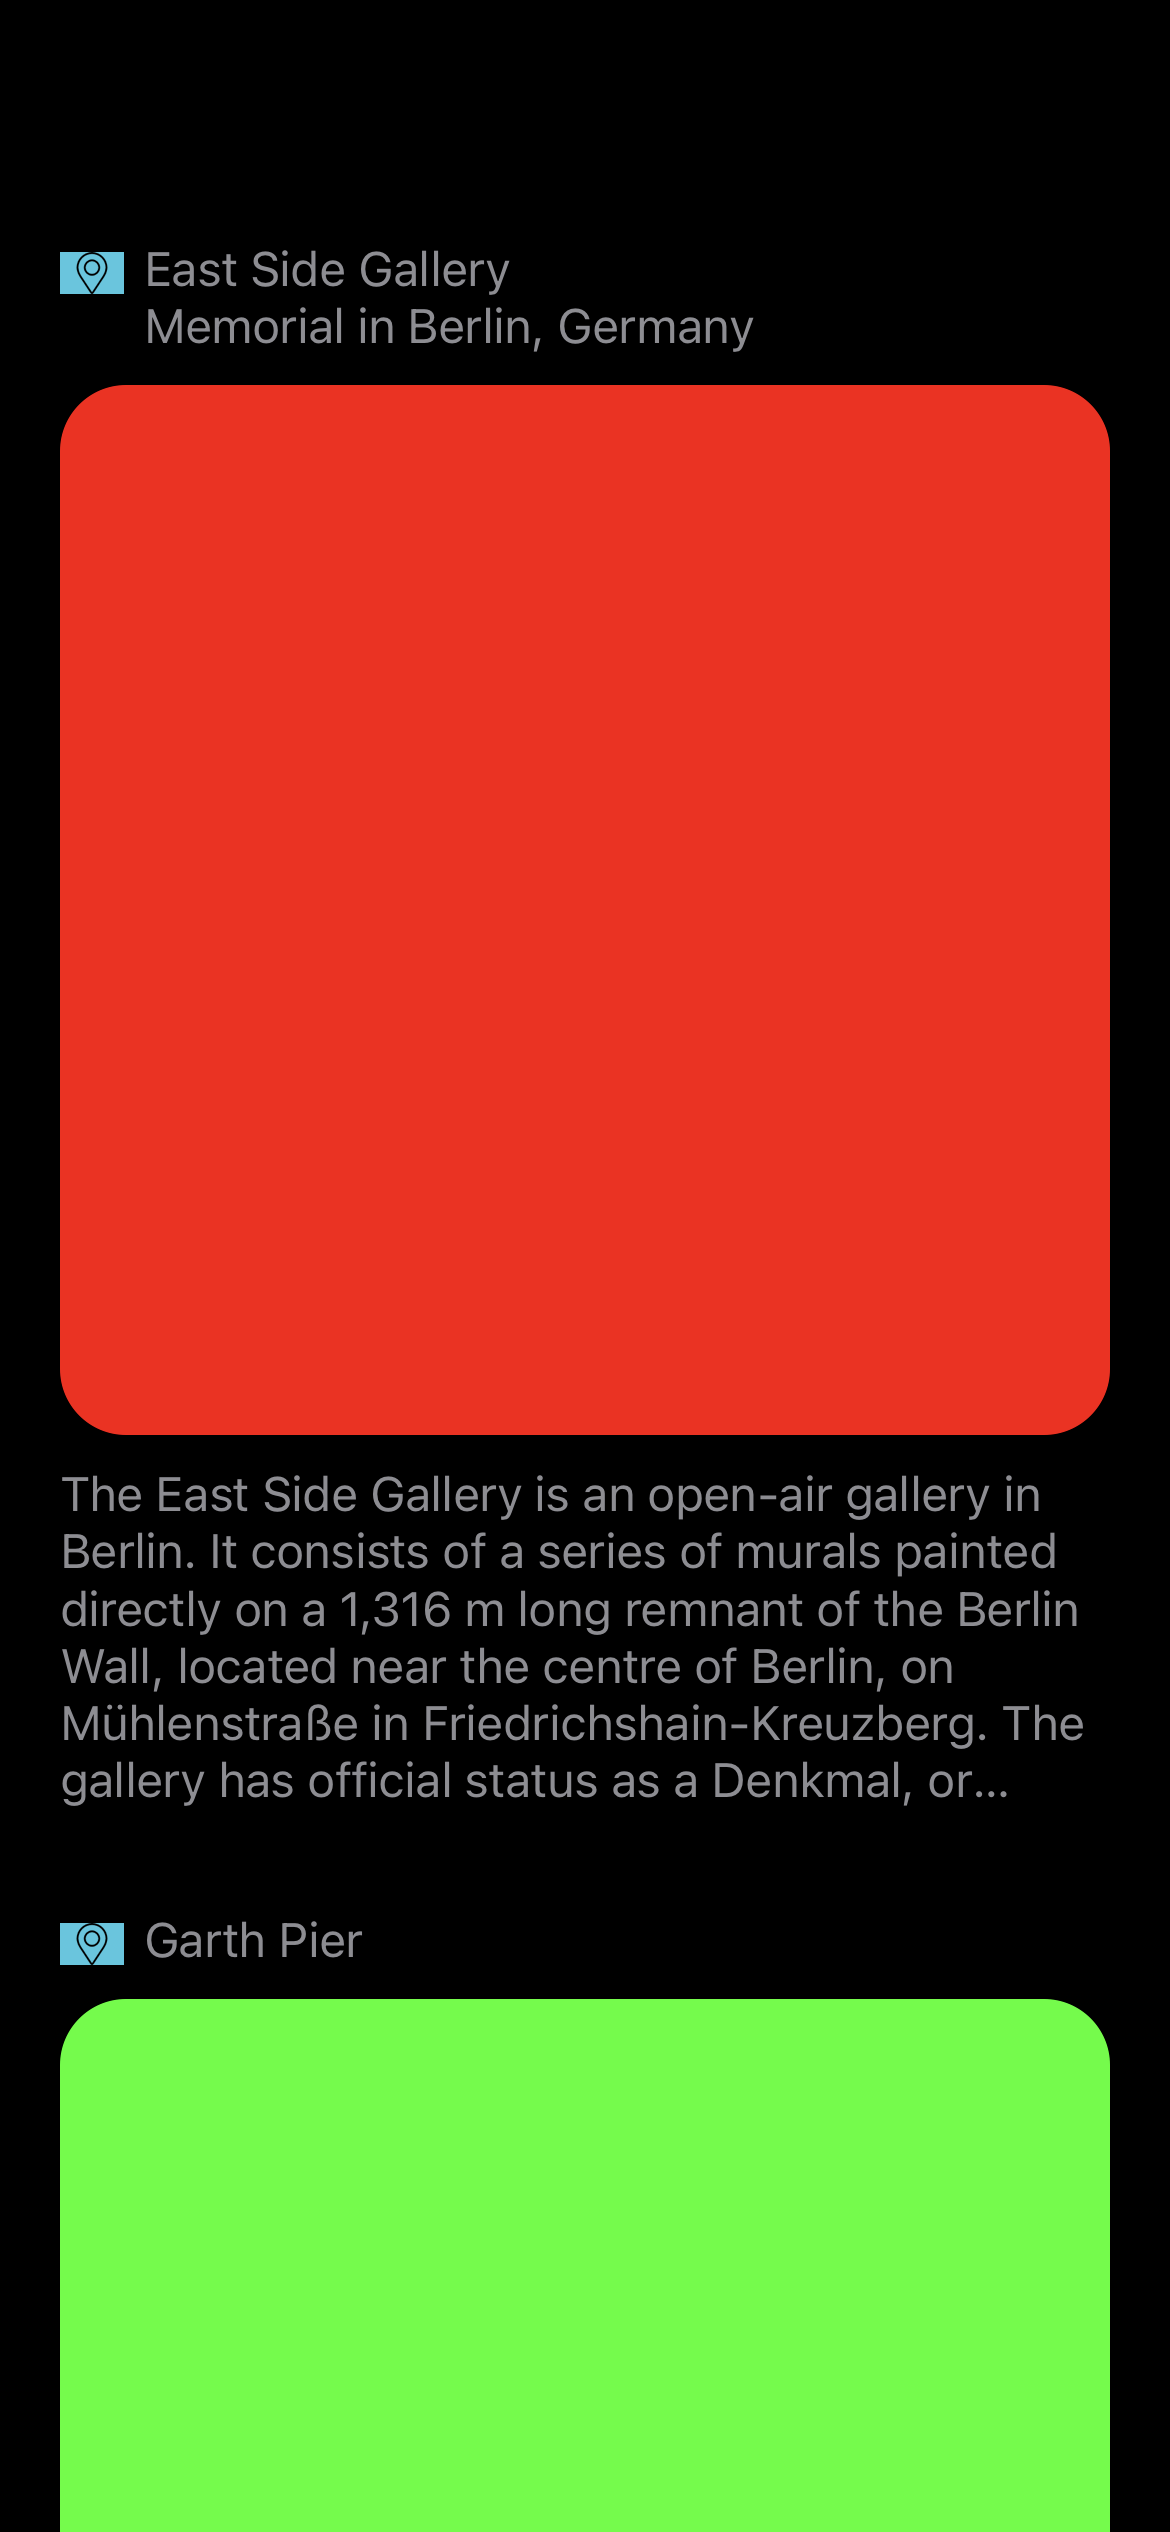 East Side Gallery
Memorial in Berlin, Germany
The East Side Gallery is an open-air gallery in
Berlin. It consists of a series of murals painted
directly on a 1,316 m long remnant of the Berlin
Wall, located near the centre of Berlin, on
Mühlenstraße in Friedrichshain-Kreuzberg. The
gallery has official status as a Denkmal, or...
Garth Pier